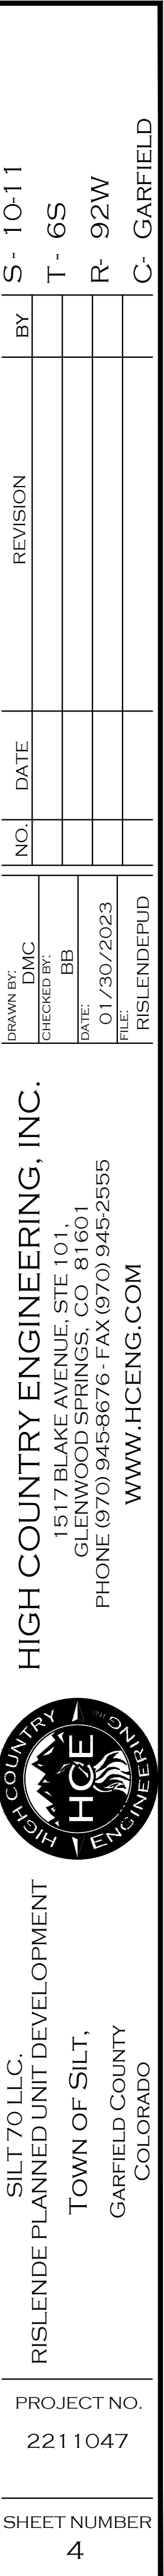 S - 10-11
T - 6S
R- 92W
C- GARFIELD
BY
REVISION
DATE
NO.
DRAWN BY:
DMC
CHECKED BY:
BB
DATE:
01/30/2023
FILE:
RISLENDEPUD
HIGH COUNTRY ENGINEERING, INC.
1517 BLAKE AVENUE, STE 101,
GLENWOOD SPRINGS, CO 81601
PHONE (970) 945-8676 - FAX (970) 945-2555
WWW.HCENG.COM
HIGH COUNTRY
HCE
ENGINEERING
INC
SILT 70 LLC.
RISLENDE PLANNED UNIT DEVELOPMENT
TOWN OF SILT,
GARFIELD COUNTY
COLORADO
PROJECT NO.
2211047
SHEET NUMBER
4